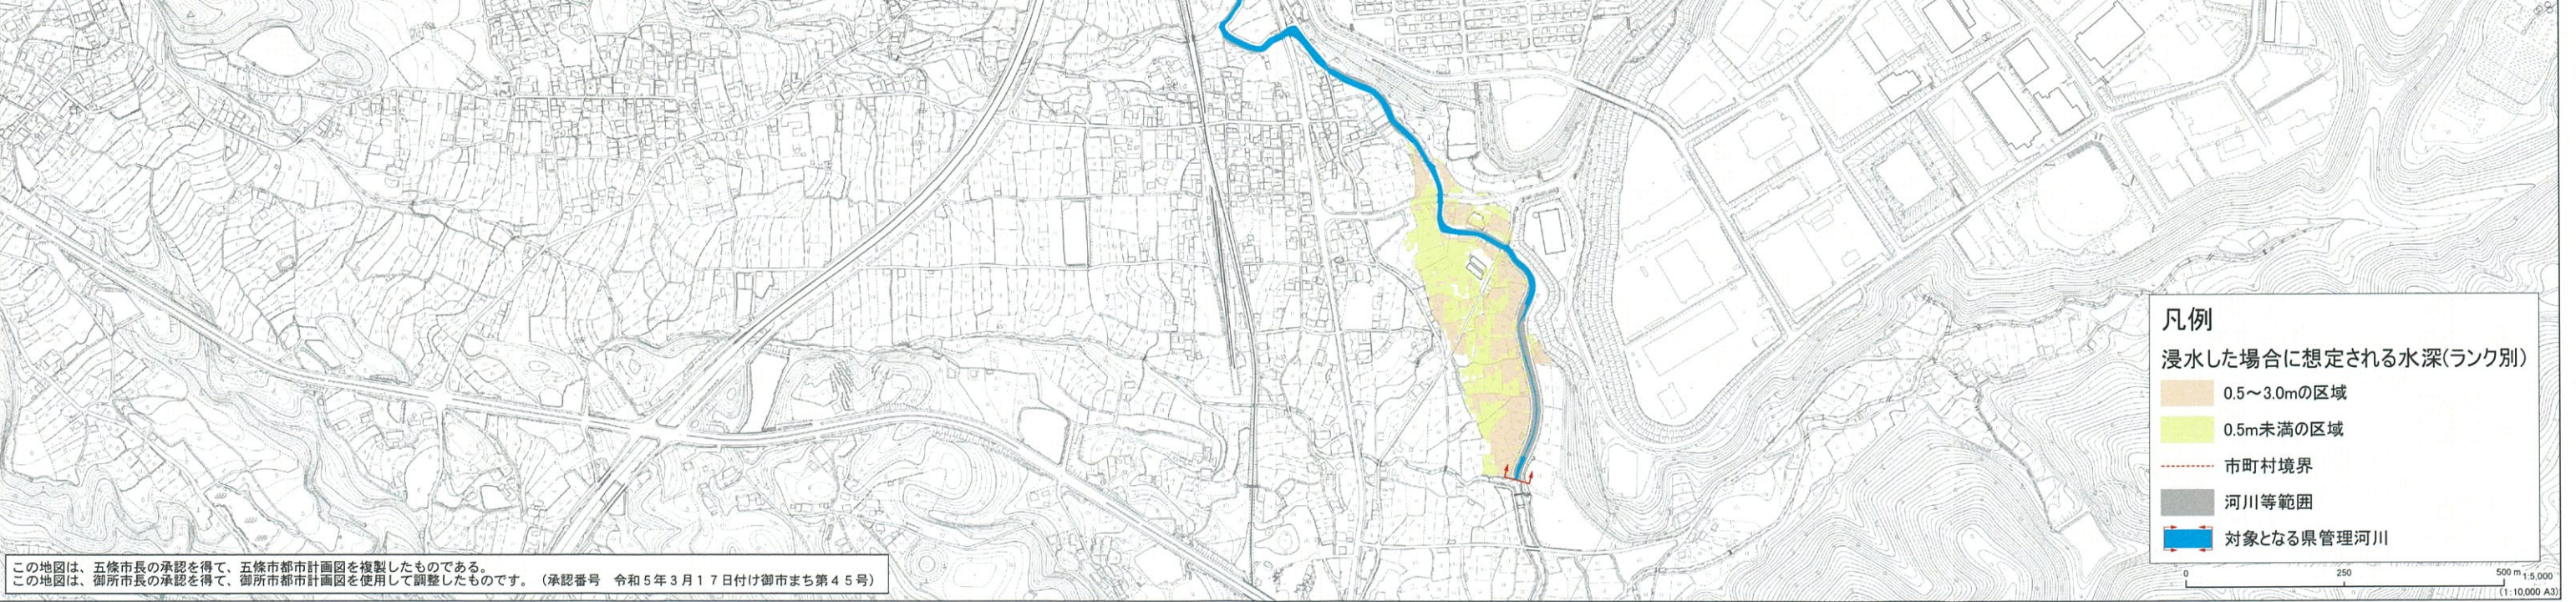 凡例
浸水した場合に想定される水深(ランク別)
0.5～3.0mの区域
0.5m未満の区域
市町村境界
河川等範囲
対象となる県管理河川
この地図は、五條市長の承認を得て、五條市都市計画図を複製したものである。
この地図は、御所市長の承認を得て、御所市都市計画図を使用して調整したものです。（承認番号　令和５年３月１７日付け御市まち第４５号）
0 250 500 m 1:5,000
(1:10,000 A3)